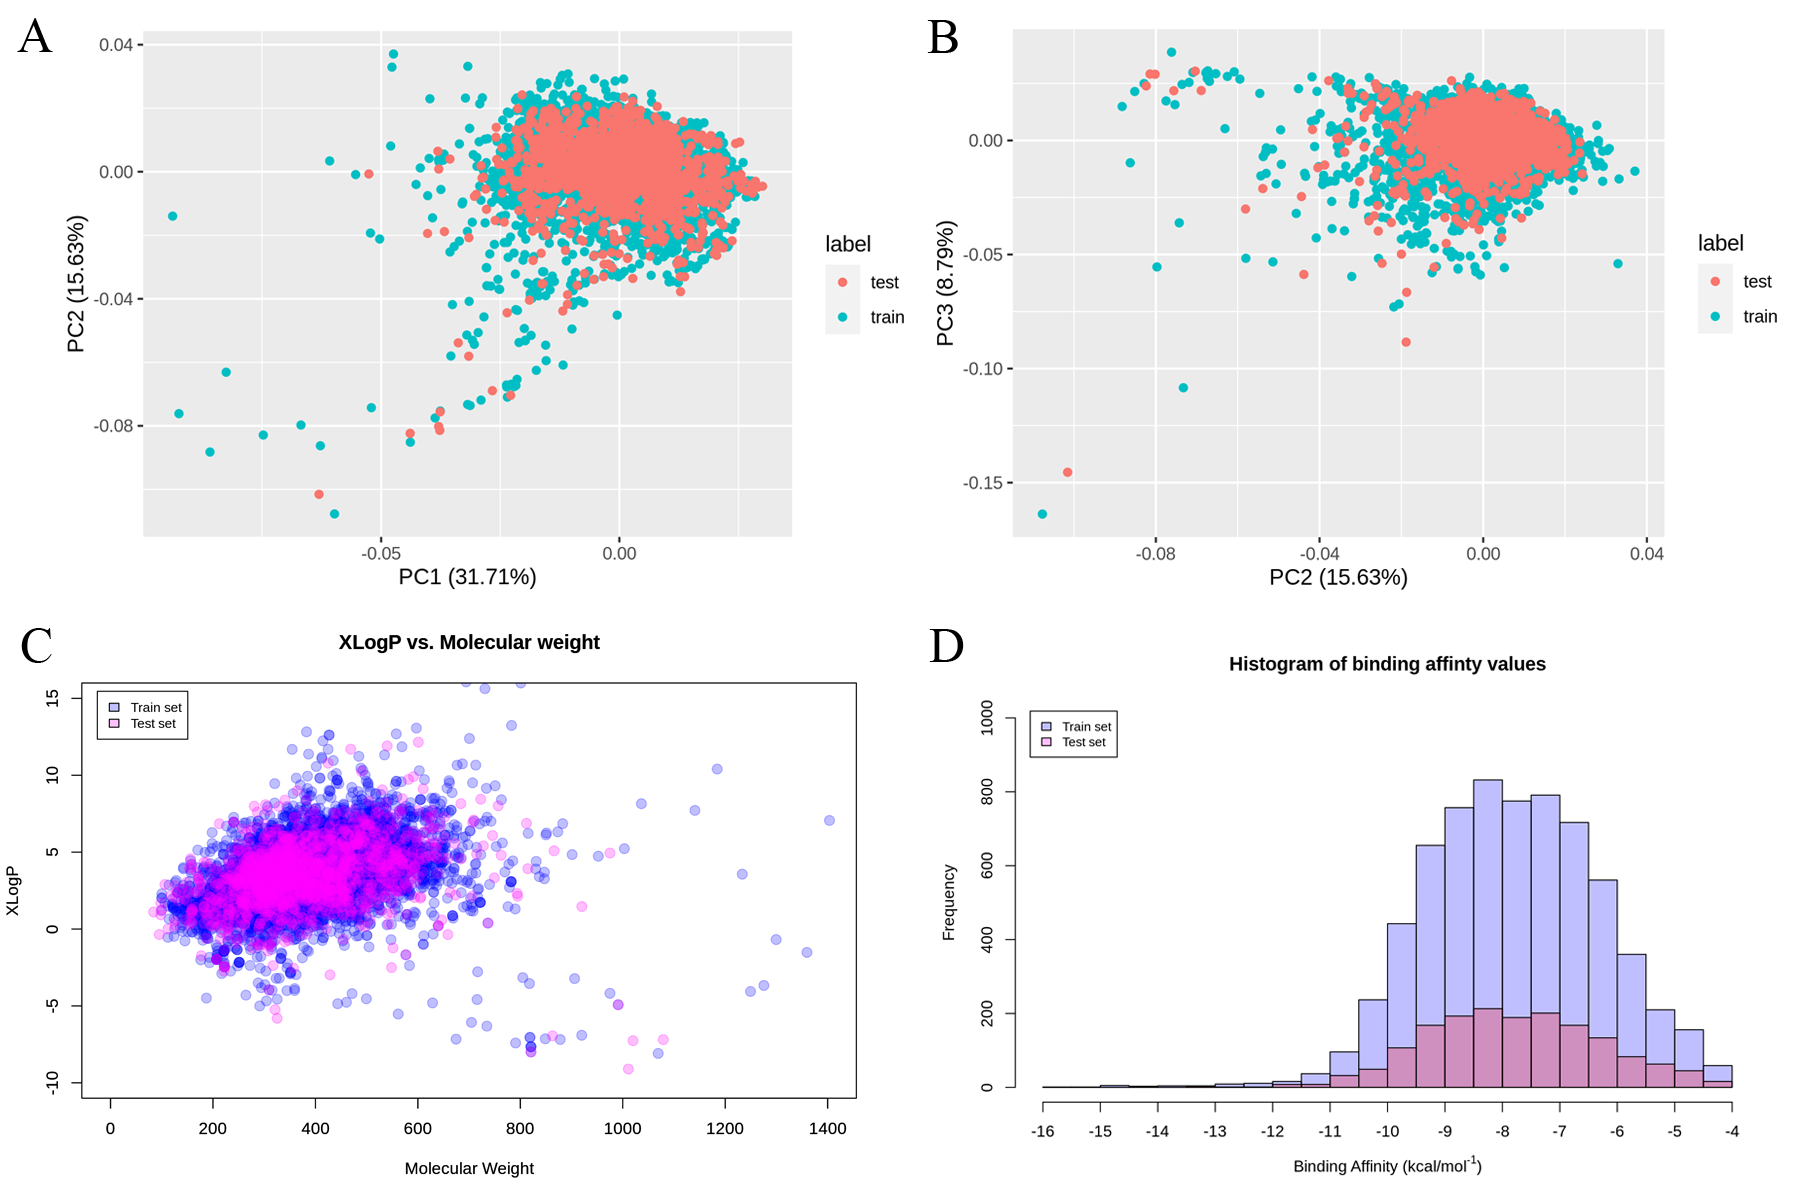 A
0.04
0.00
-0.04
-0.08
-0.05
0.00
PC1 (31.71%)
PC2 (15.63%)
label
test
train
B
0.00
-0.05
-0.10
-0.15
-0.08
-0.04
0.00
0.04
PC2 (15.63%)
PC3 (8.79%)
label
test
train
C
XLogP vs. Molecular weight
Train set
Test set
15
10
5
0
-5
-10
0
200
400
600
800
1000
1200
1400
XLogP
Molecular Weight
D
Histogram of binding affinty values
Train set
Test set
1000
800
600
400
200
0
-16
-15
-14
-13
-12
-11
-10
-9
-8
-7
-6
-5
-4
Frequency
Binding Affinity (kcal/mol⁻¹)